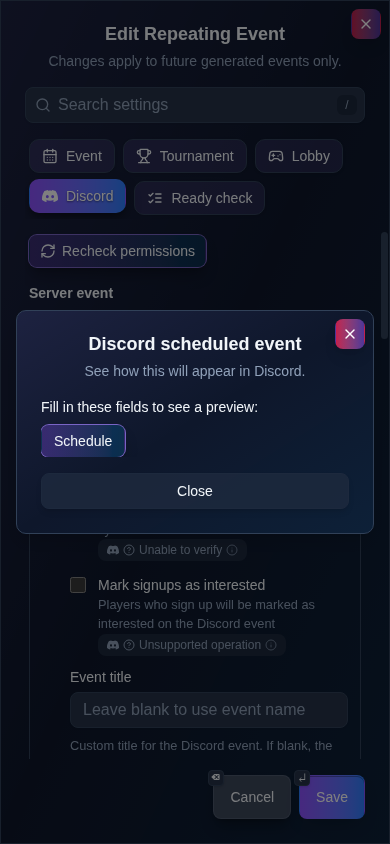 Edit Repeating Event
Changes apply to future generated events only.
Search settings /
Event Tournament Lobby
Discord Ready check
Recheck permissions
Server event
Discord scheduled event
See how this will appear in Discord.
Fill in these fields to see a preview:
Schedule
Close
Unable to verify
Mark signups as interested
Players who sign up will be marked as
interested on the Discord event
Unsupported operation
Event title
Leave blank to use event name
Custom title for the Discord event. If blank, the
Cancel Save